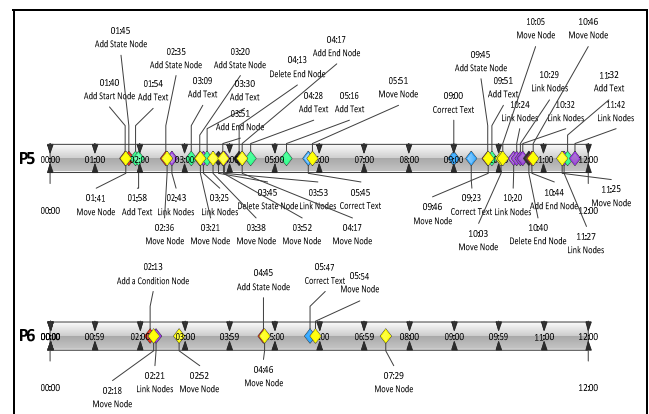 10:05
Move Node
10:46
Move Node
01:45
Add State Node
02:35
Add State Node
03:20
Add State Node
04:17
Add End Node
04:13
Delete End Node
09:45
Add State Node
01:40
Add Start Node
01:54
Add Text
03:09
Add Text
03:30
Add Text
03:51
Add End Node
04:28
Add Text
05:16
Add Text
05:51
Move Node
09:00
Correct Text
09:51
Add Text
10:24
Link Nodes
10:29
Link Nodes
10:32
Link Nodes
11:32
Add Text
11:42
Link Nodes
P5
00:00
01:00
02:00
03:00
04:00
05:00
06:00
07:00
08:00
09:00
10:00
11:00
12:00
00:00
12:00
01:41
Move Node
01:58
Add Text
02:36
Move Node
02:43
Link Nodes
03:21
Move Node
03:25
Link Nodes
03:38
Move Node
03:45
Delete State Node
03:52
Move Node
03:53
Link Nodes
04:17
Move Node
05:45
Correct Text
09:23
Correct Text
09:46
Move Node
10:03
Move Node
10:20
Link Nodes
10:40
Delete End Node
10:44
Add End Node
11:27
Link Nodes
11:25
Move Node
02:13
Add a Condition Node
04:45
Add State Node
05:47
Correct Text
05:54
Move Node
P6
00:00
00:59
02:00
03:00
03:59
05:00
06:00
06:59
08:00
09:00
09:59
11:00
12:00
00:00
12:00
02:18
Move Node
02:21
Link Nodes
02:52
Move Node
04:46
Move Node
07:29
Move Node